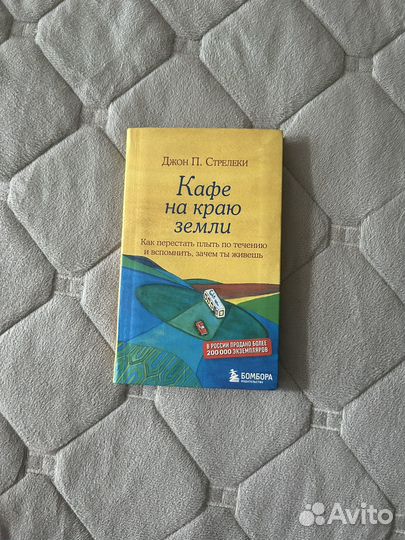 Джон П. Стрелеки
Кафе
на краю
земли
Как перестать плыть по течению
и вспомнить, зачем ты живешь
В РОССИИ ПРОДАНО БОЛЕЕ
200 000 ЭКЗЕМПЛЯРОВ
БОМБОРА
ИЗДАТЕЛЬСТВО
Avito